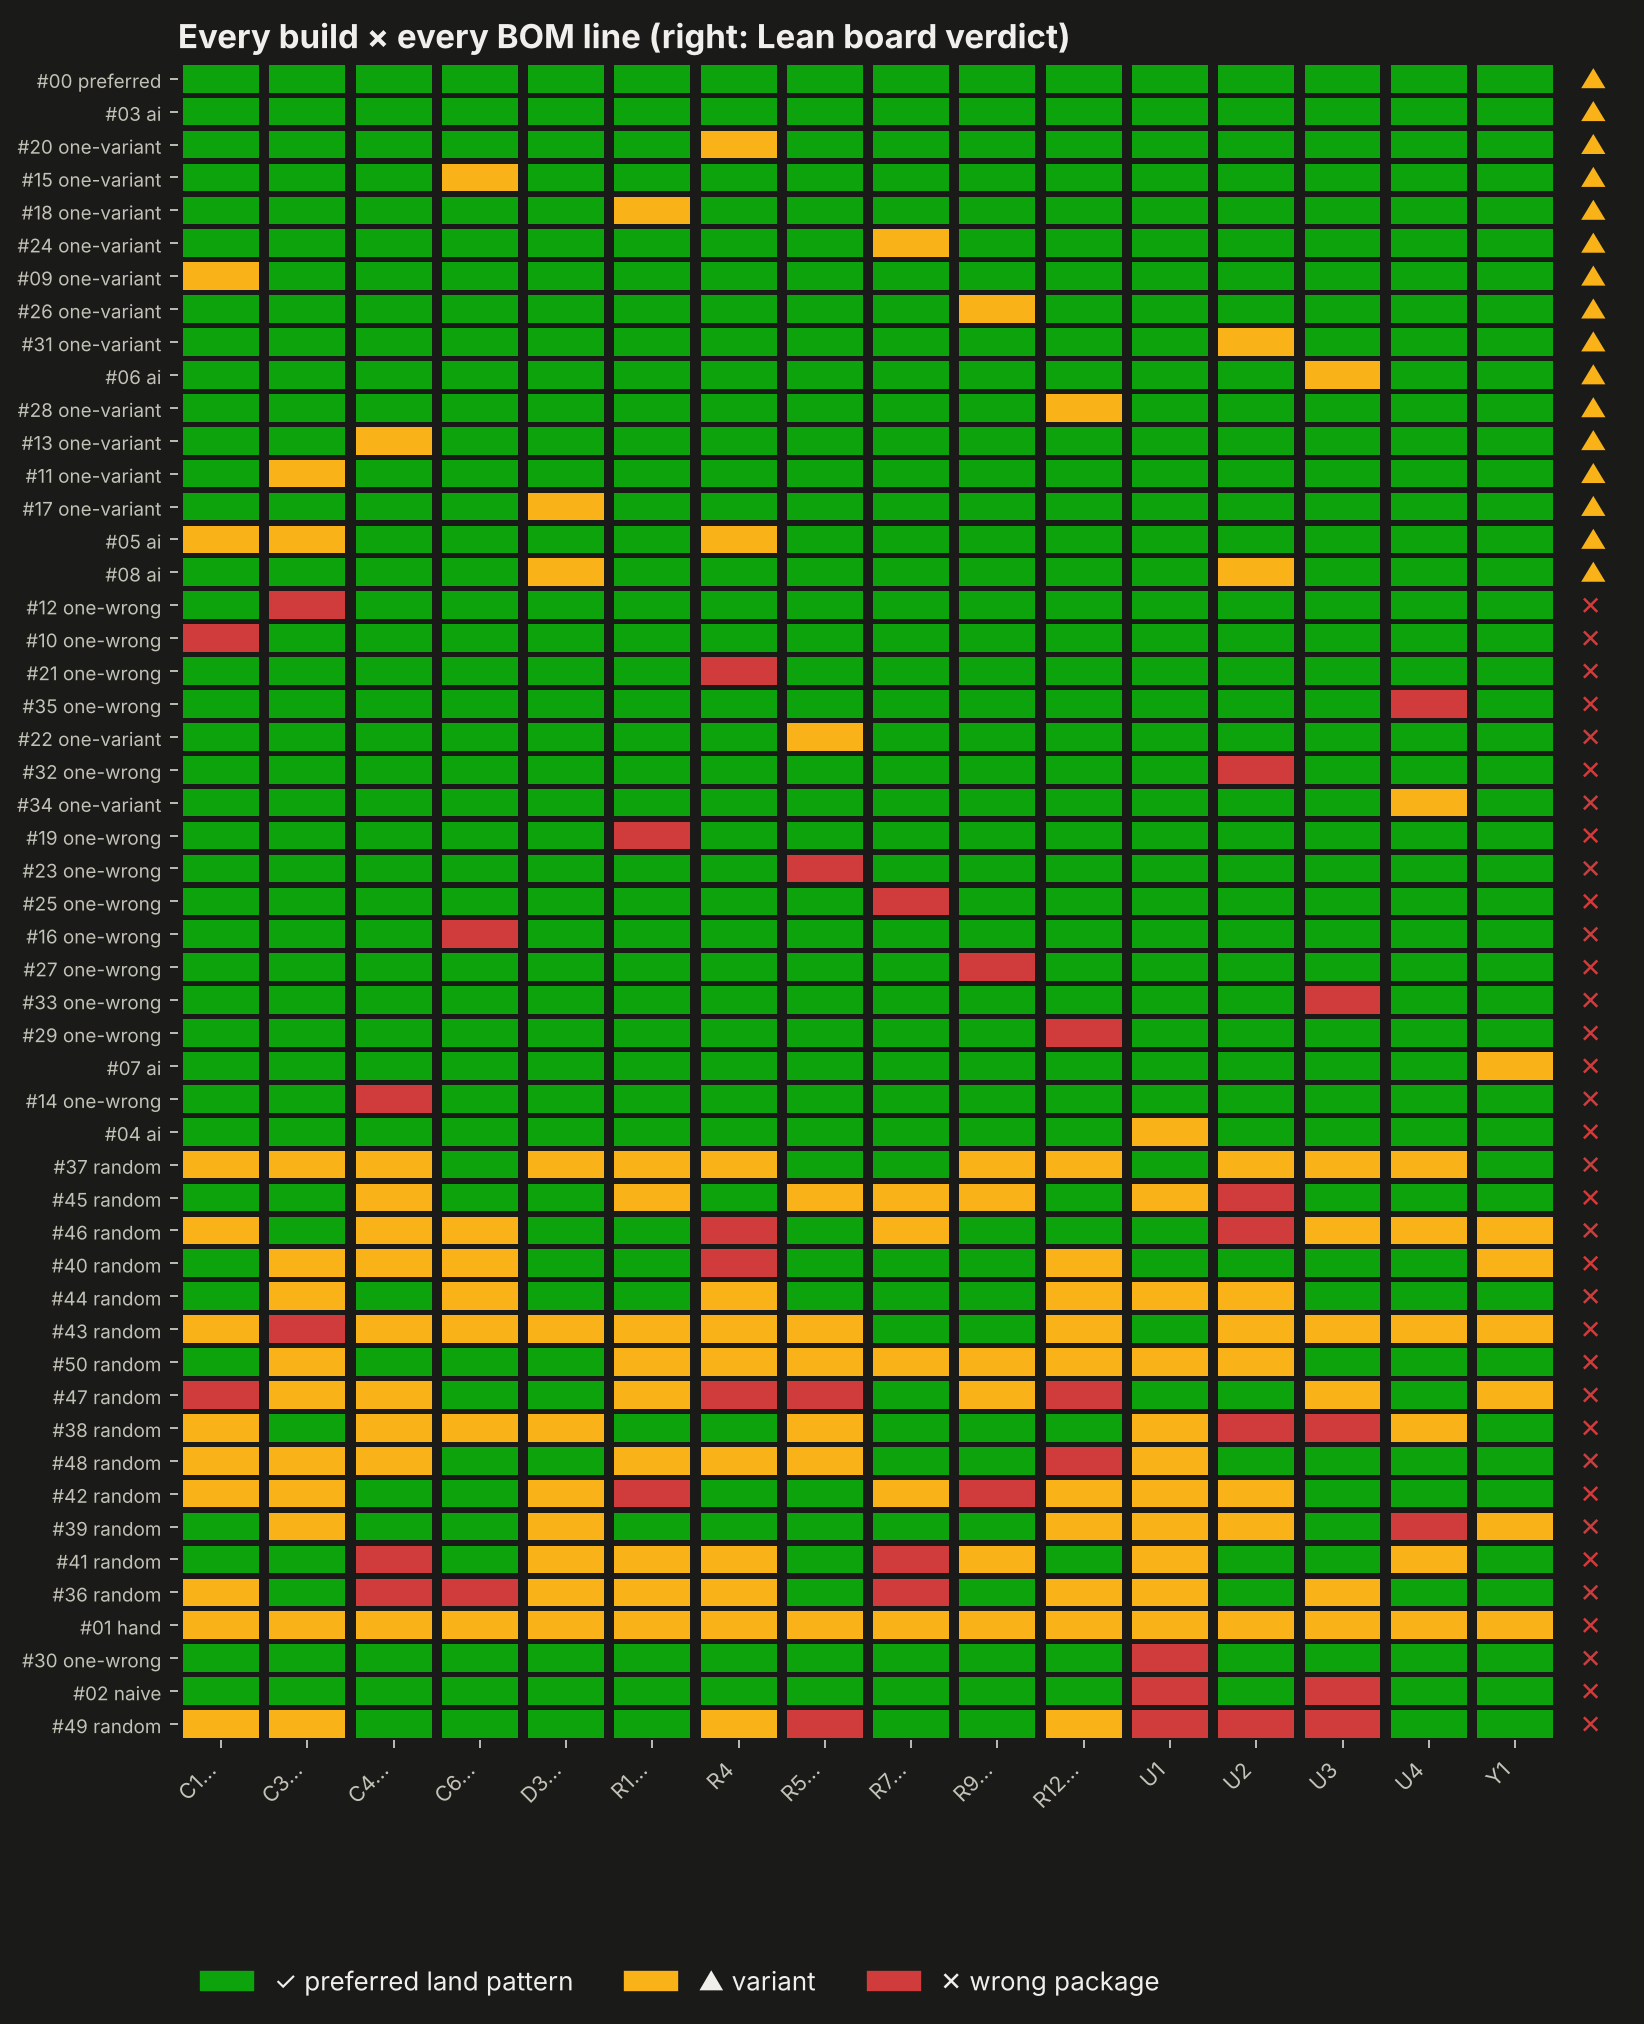 Every build × every BOM line (right: Lean board verdict)
#00 preferred
#03 ai
#20 one-variant
#15 one-variant
#18 one-variant
#24 one-variant
#09 one-variant
#26 one-variant
#31 one-variant
#06 ai
#28 one-variant
#13 one-variant
#11 one-variant
#17 one-variant
#05 ai
#08 ai
#12 one-wrong
#10 one-wrong
#21 one-wrong
#35 one-wrong
#22 one-variant
#32 one-wrong
#34 one-variant
#19 one-wrong
#23 one-wrong
#25 one-wrong
#16 one-wrong
#27 one-wrong
#33 one-wrong
#29 one-wrong
#07 ai
#14 one-wrong
#04 ai
#37 random
#45 random
#46 random
#40 random
#44 random
#43 random
#50 random
#47 random
#38 random
#48 random
#42 random
#39 random
#41 random
#36 random
#01 hand
#30 one-wrong
#02 naive
#49 random
C1... C3... C4... C6... D3... R1... R4 R5... R7... R9... R12... U1 U2 U3 U4 Y1
✓ preferred land pattern ▲ variant ✕ wrong package